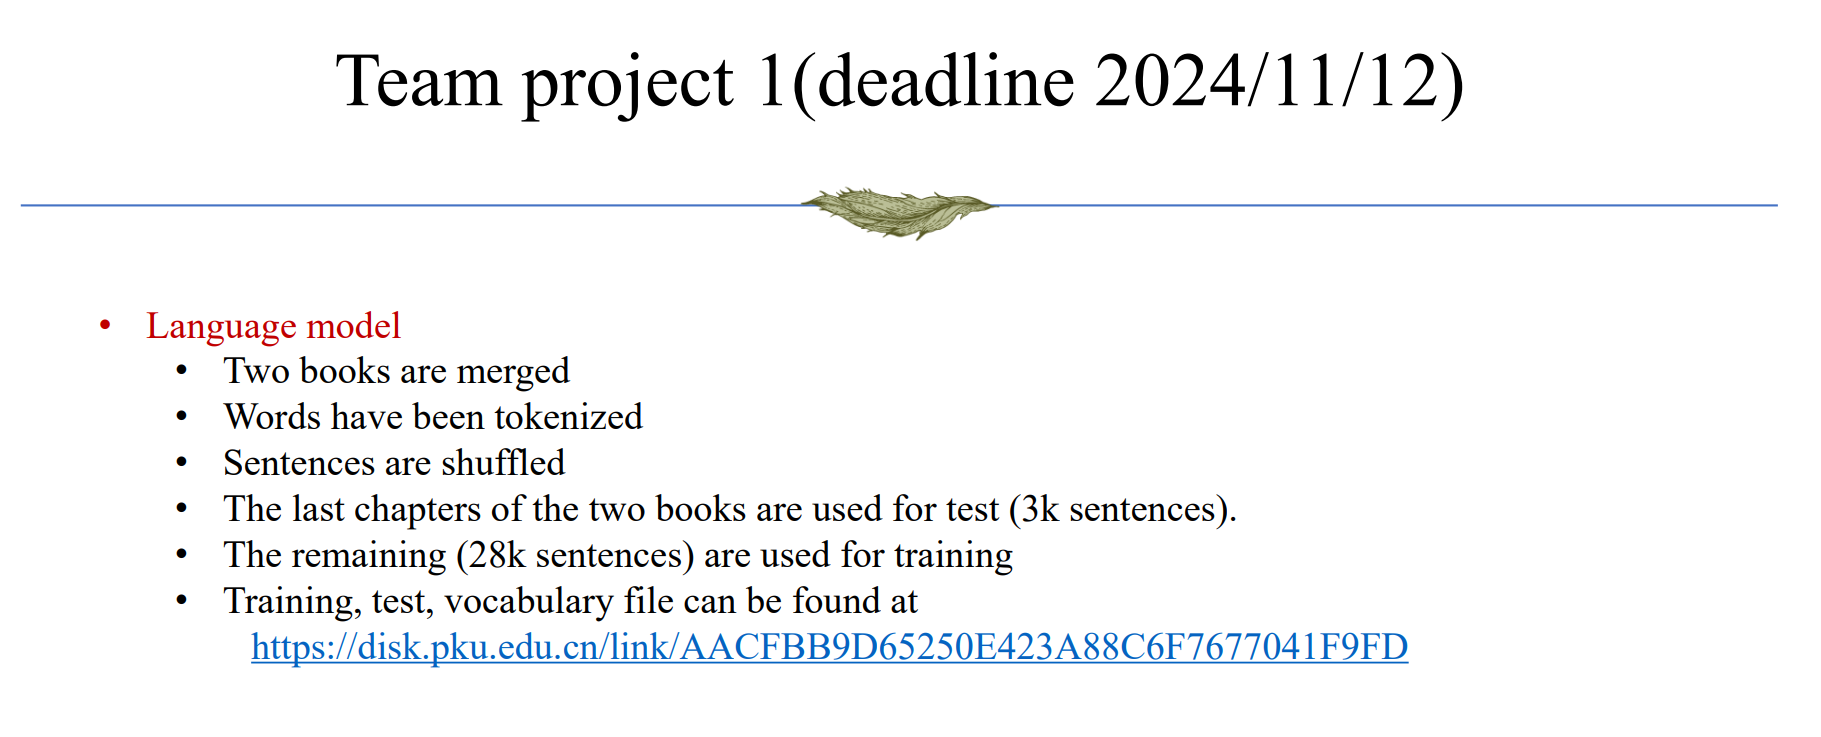 Team project 1(deadline 2024/11/12)
• Language model
• Two books are merged
• Words have been tokenized
• Sentences are shuffled
• The last chapters of the two books are used for test (3k sentences).
• The remaining (28k sentences) are used for training
• Training, test, vocabulary file can be found at
https://disk.pku.edu.cn/link/AACFBB9D65250E423A88C6F7677041F9FD